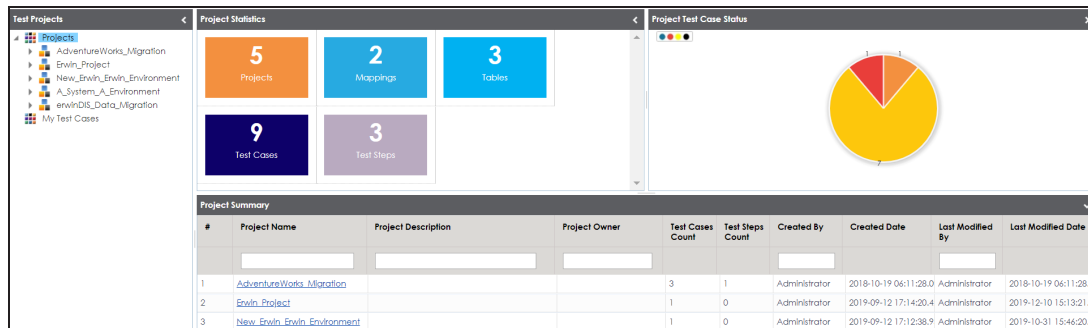 Test Projects
Projects
AdventureWorks_Migration
Erwin_Project
New_Erwin_Erwin_Environment
A_System_A_Environment
erwinDIS_Data_Migration
My Test Cases
Project Statistics
5
Projects
2
Mappings
3
Tables
9
Test Cases
3
Test Steps
Project Test Case Status
1 1
7
Project Summary
# Project Name Project Description Project Owner Test Cases Count Test Steps Count Created By Created Date Last Modified By Last Modified Date
1 AdventureWorks_Migration 3 1 Administrator 2018-10-19 06:11:28.0 Administrator 2018-10-19 06:11:28.
2 Erwin_Project 1 0 Administrator 2019-09-12 17:14:20.4 Administrator 2019-12-10 15:13:21.
3 New_Erwin_Erwin_Environment 1 0 Administrator 2019-09-12 17:12:38.9 Administrator 2019-10-31 15:46:20.